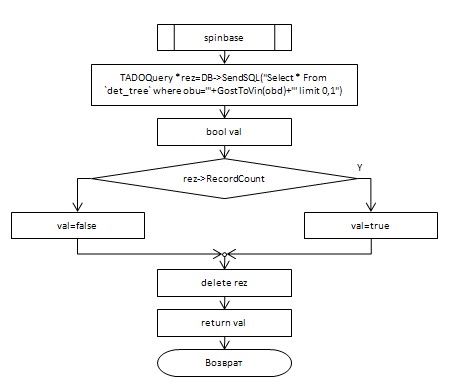 spinbase
TADOQuery *rez=DB->SendSQL("Select * From
`det_tree` where obu='"+GostToVin(obd)+"' limit 0,1")
bool val
rez->RecordCount
Y
val=false
val=true
delete rez
return val
Возврат